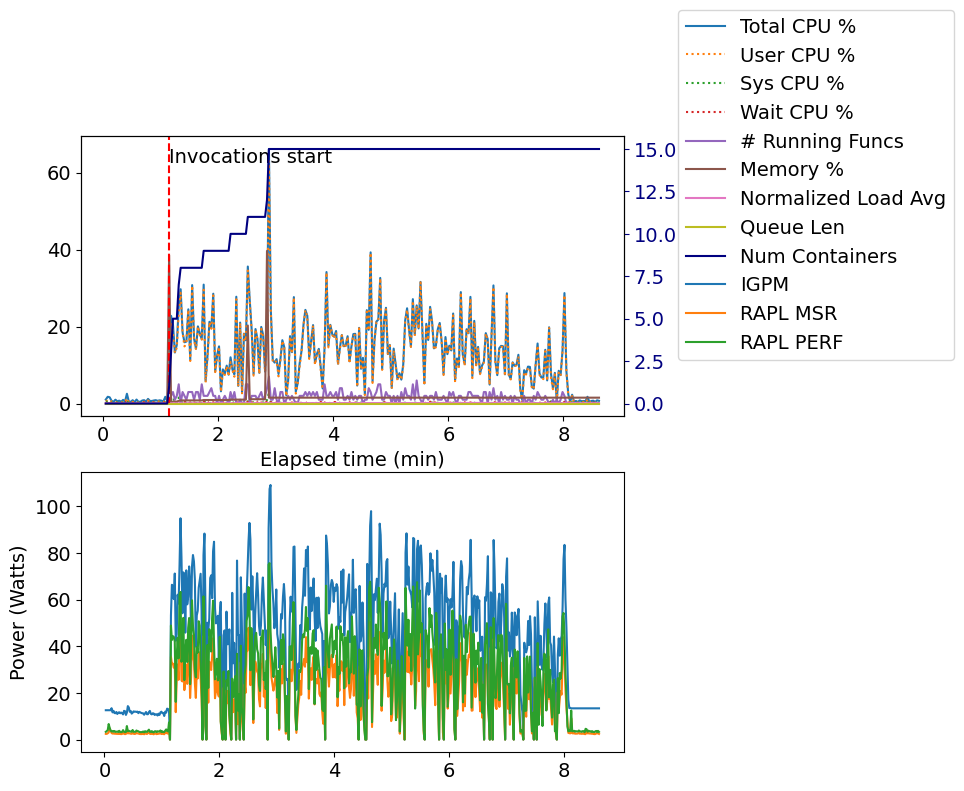 Total CPU %
User CPU %
Sys CPU %
Wait CPU %
# Running Funcs
Memory %
Normalized Load Avg
Queue Len
Num Containers
IGPM
RAPL MSR
RAPL PERF
Invocations start
60
40
20
0
15.0
12.5
10.0
7.5
5.0
2.5
0.0
0 2 4 6 8
Elapsed time (min)
Power (Watts)
100
80
60
40
20
0
0 2 4 6 8